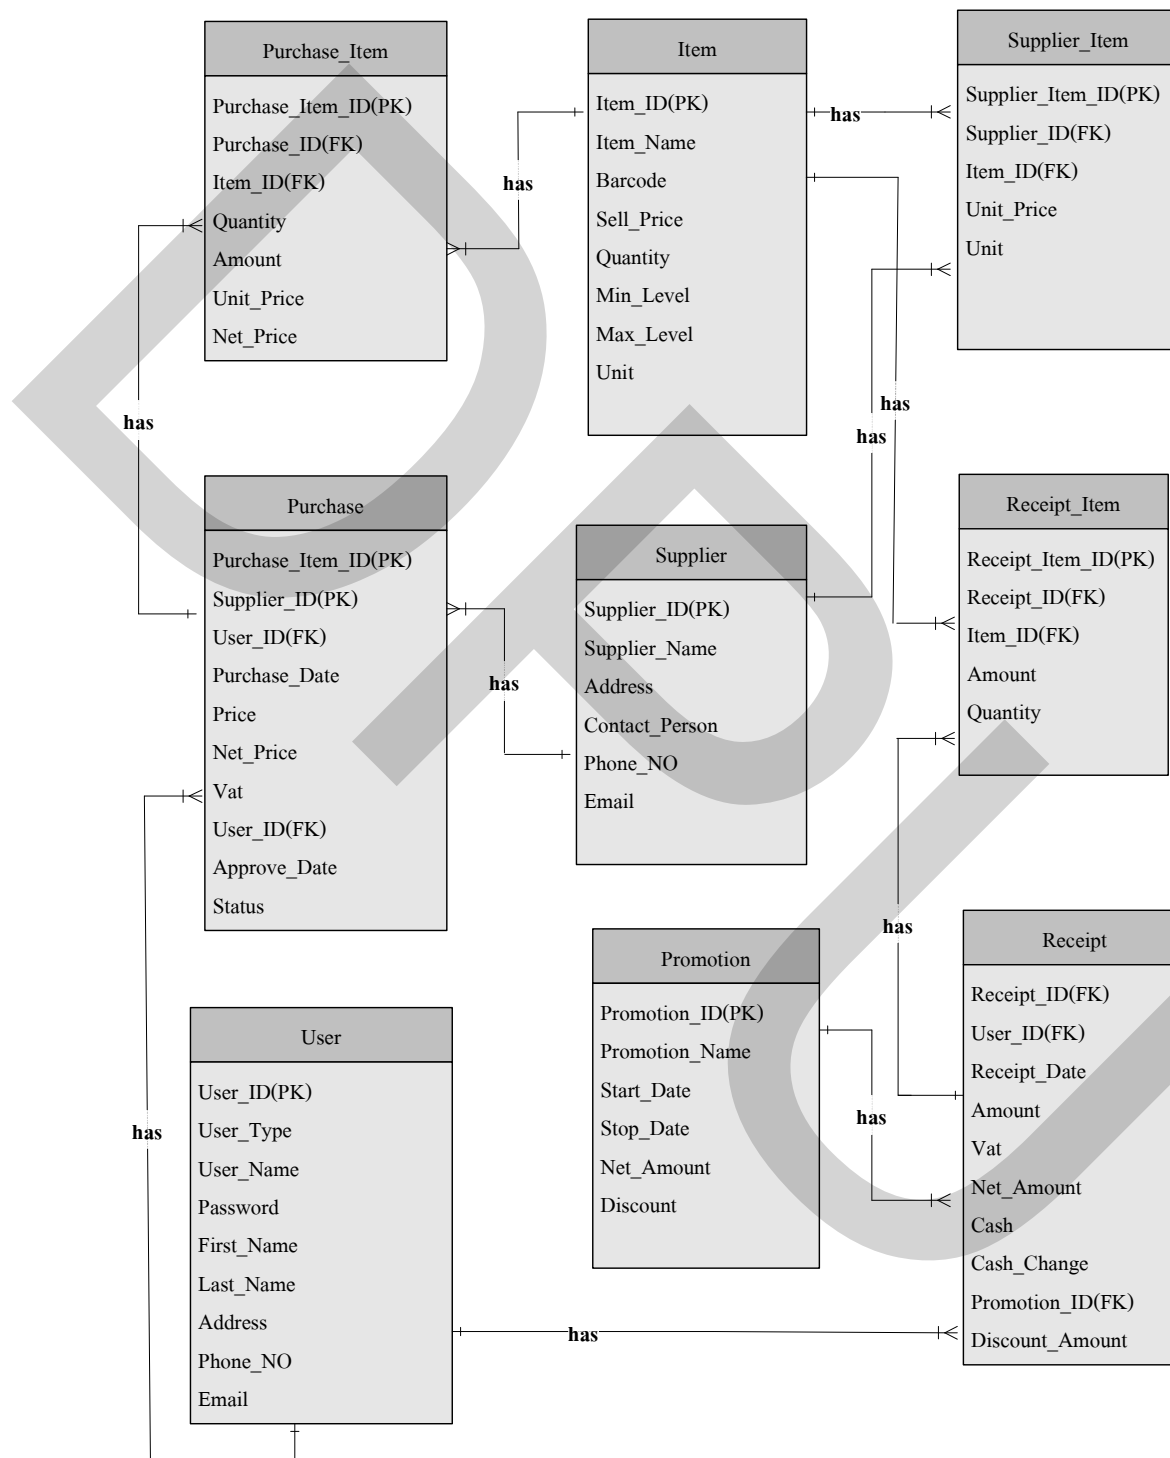 Purchase_Item
Purchase_Item_ID(PK)
Purchase_ID(FK)
Item_ID(FK)
Quantity
Amount
Unit_Price
Net_Price
Item
Item_ID(PK)
Item_Name
Barcode
Sell_Price
Quantity
Min_Level
Max_Level
Unit
Supplier_Item
Supplier_Item_ID(PK)
Supplier_ID(FK)
Item_ID(FK)
Unit_Price
Unit
has
has
has
has
has
Purchase
Purchase_Item_ID(PK)
Supplier_ID(PK)
User_ID(FK)
Purchase_Date
Price
Net_Price
Vat
User_ID(FK)
Approve_Date
Status
has
Supplier
Supplier_ID(PK)
Supplier_Name
Address
Contact_Person
Phone_NO
Email
Receipt_Item
Receipt_Item_ID(PK)
Receipt_ID(FK)
Item_ID(FK)
Amount
Quantity
has
User
User_ID(PK)
User_Type
User_Name
Password
First_Name
Last_Name
Address
Phone_NO
Email
has
Promotion
Promotion_ID(PK)
Promotion_Name
Start_Date
Stop_Date
Net_Amount
Discount
has
has
Receipt
Receipt_ID(FK)
User_ID(FK)
Receipt_Date
Amount
Vat
Net_Amount
Cash
Cash_Change
Promotion_ID(FK)
Discount_Amount
DPU